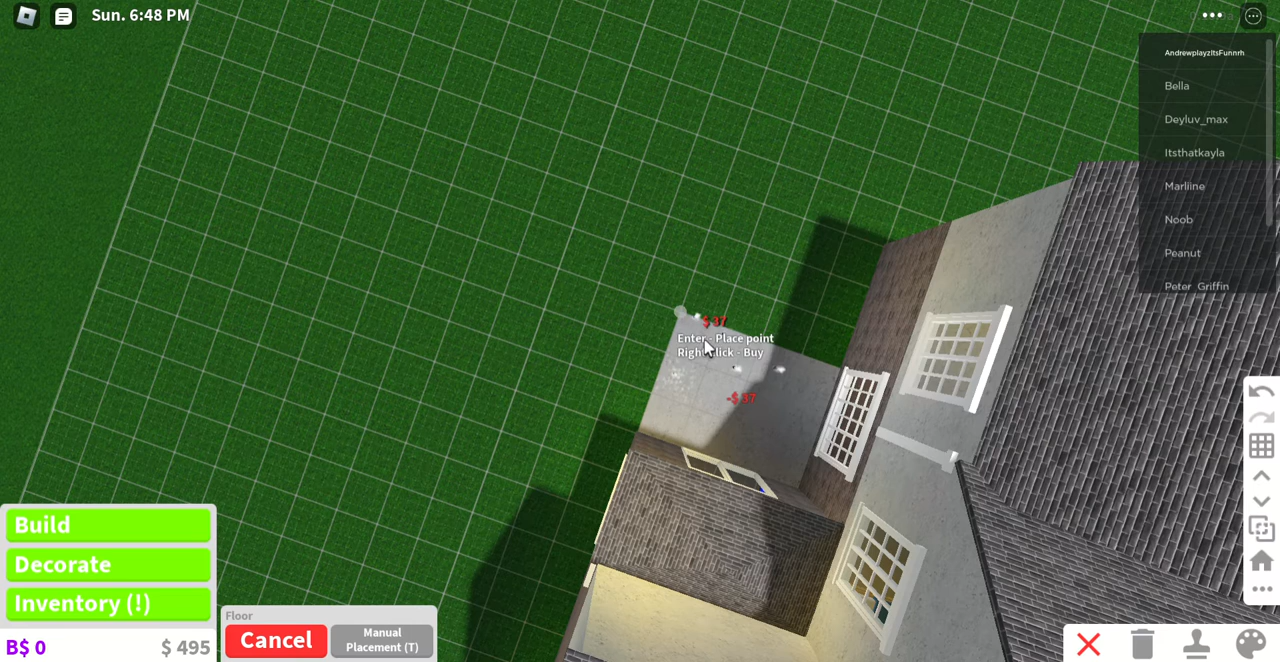 Sun. 6:48 PM
AndrewplayzItsFunnrh
Bella
Deyluv_max
Itsthatkayla
Marliine
Noob
Peanut
Peter_Griffin
$ 37
Enter - Place point
Right click - Buy
-$ 37
Build
Decorate
Inventory (!)
B$ 0
$ 495
Floor
Cancel
Manual
Placement (T)